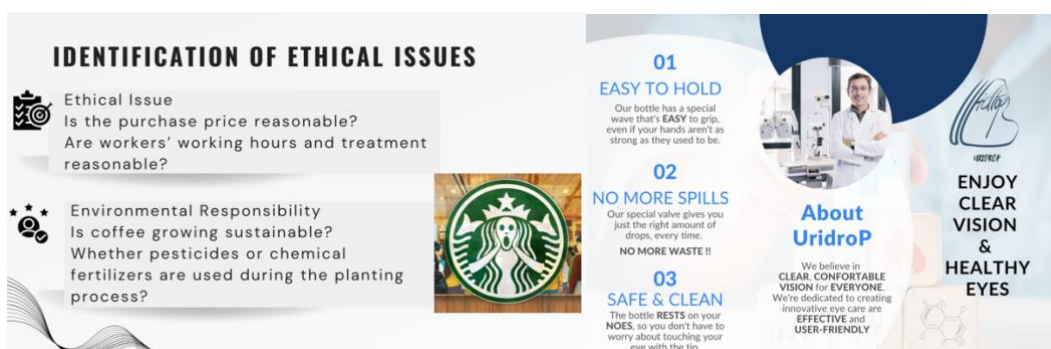 IDENTIFICATION OF ETHICAL ISSUES
Ethical Issue
Is the purchase price reasonable?
Are workers’ working hours and treatment
reasonable?
Environmental Responsibility
Is coffee growing sustainable?
Whether pesticides or chemical
fertilizers are used during the planting
process?
01
EASY TO HOLD
Our bottle has a special
wave that's EASY to grip,
even if your hands aren't as
strong as they used to be.
02
NO MORE SPILLS
Our special valve gives you
just the right amount of
drops, every time.
NO MORE WASTE !!
03
SAFE & CLEAN
The bottle RESTS on your
NOES, so you don't have to
worry about touching your
eye with the tip
About
UridroP
We believe in
CLEAR, CONFORTABLE
VISION for EVERYONE.
We're dedicated to creating
innovative eye care are
EFFECTIVE and
USER-FRIENDLY
URIDROP
ENJOY
CLEAR
VISION
&
HEALTHY
EYES